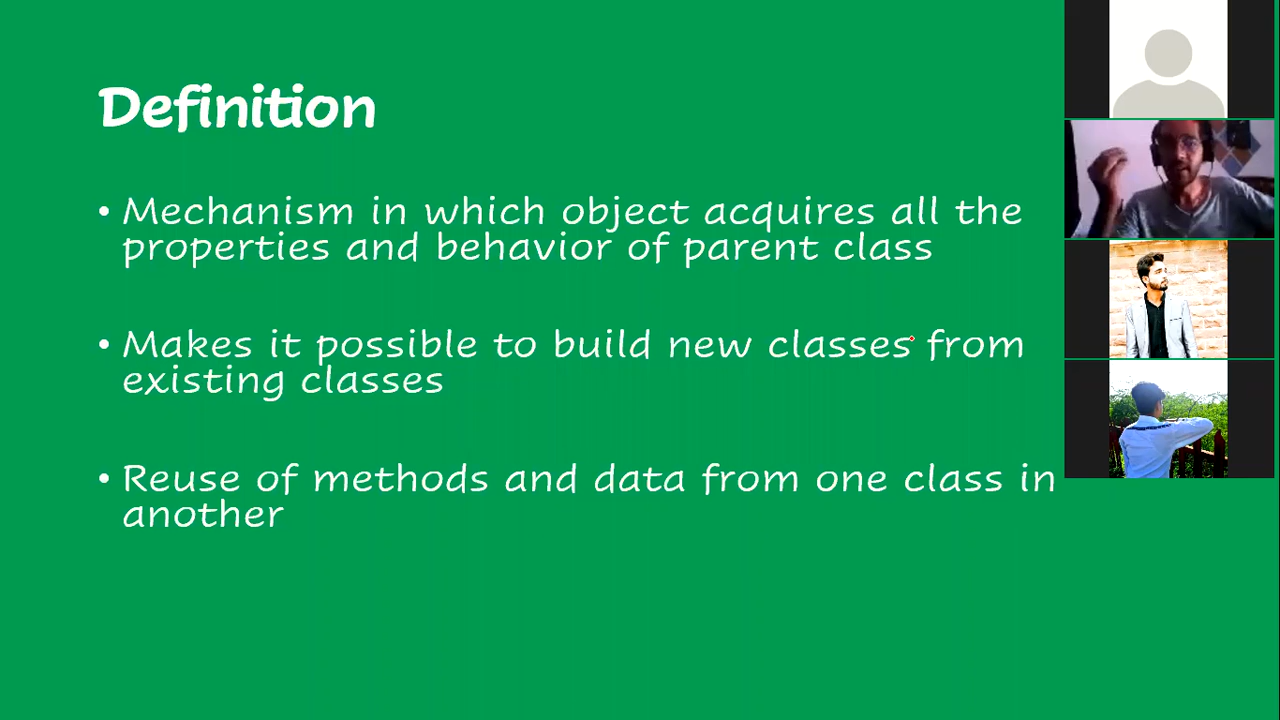 Definition
• Mechanism in which object acquires all the
properties and behavior of parent class
• Makes it possible to build new classes from
existing classes
• Reuse of methods and data from one class in
another